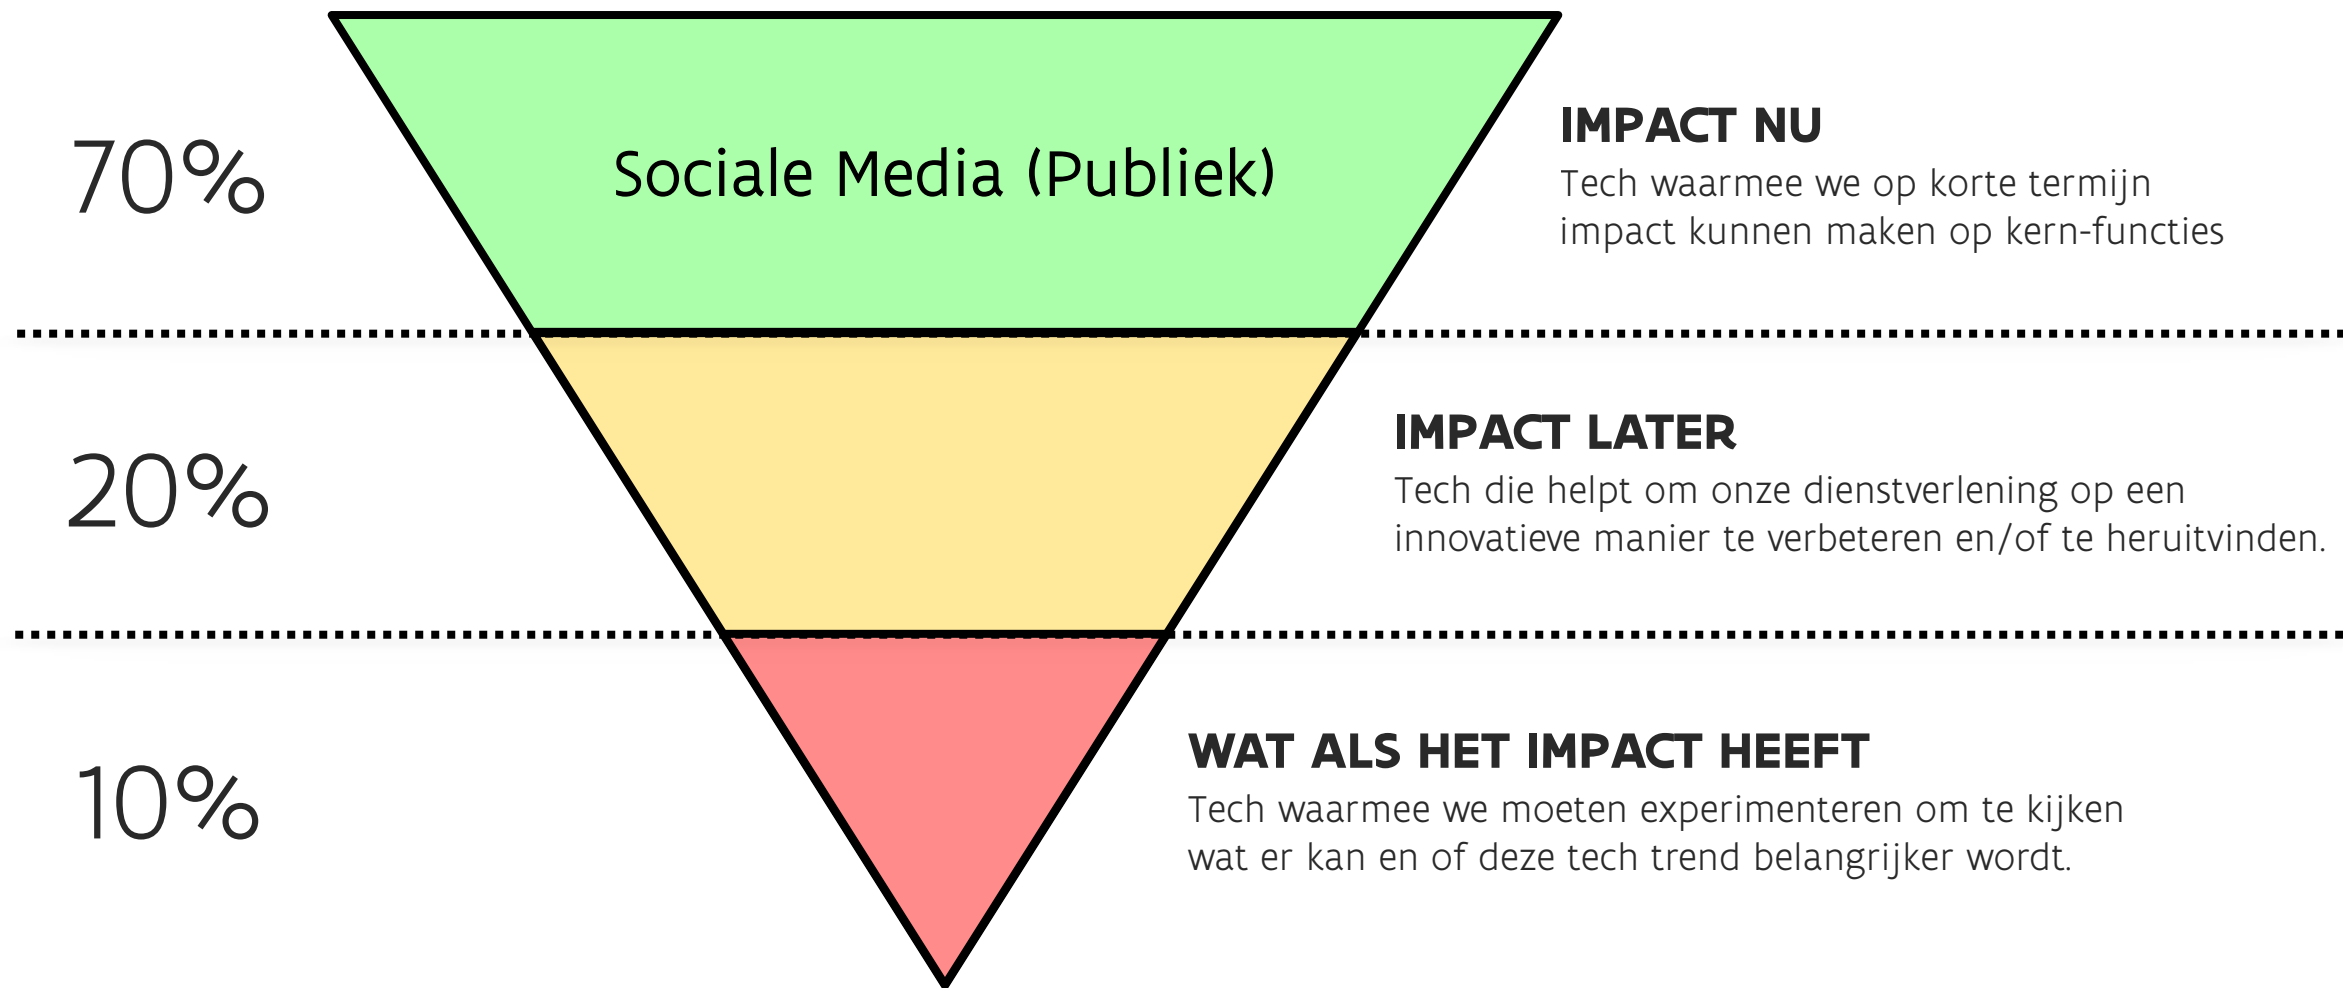 70%
Sociale Media (Publiek)
IMPACT NU
Tech waarmee we op korte termijn
impact kunnen maken op kern-functies
20%
IMPACT LATER
Tech die helpt om onze dienstverlening op een
innovatieve manier te verbeteren en/of te heruitvinden.
10%
WAT ALS HET IMPACT HEEFT
Tech waarmee we moeten experimenteren om te kijken
wat er kan en of deze tech trend belangrijker wordt.